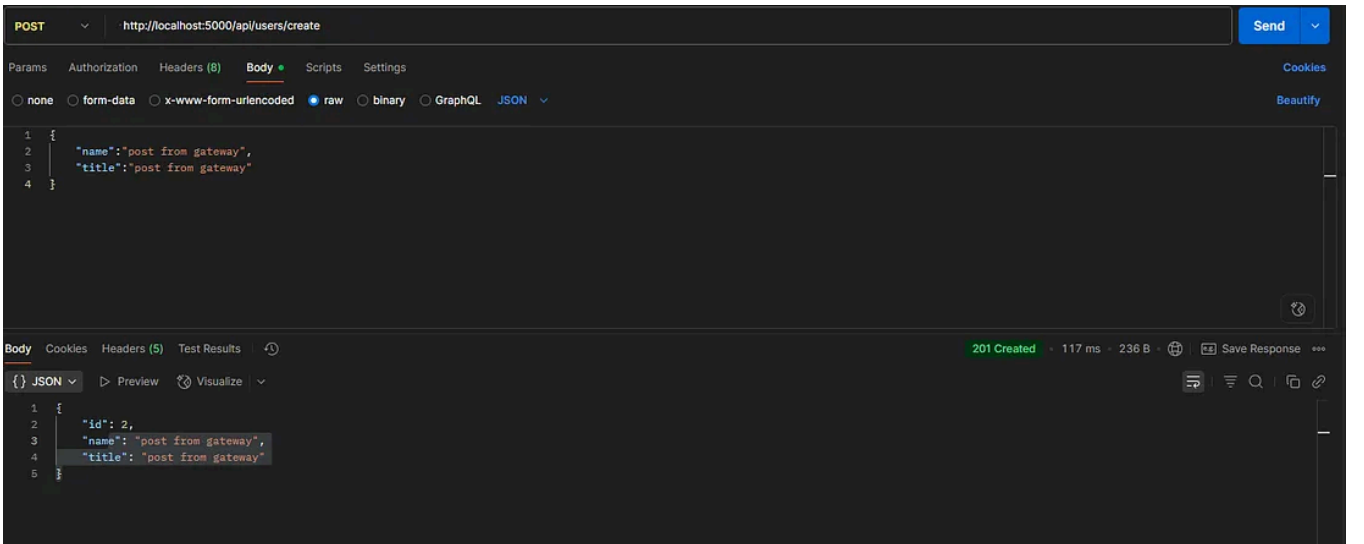 POST http://localhost:5000/api/users/create Send
Params Authorization Headers (8) Body Scripts Settings Cookies
none form-data x-www-form-urlencoded raw binary GraphQL JSON Beautify
1 {
2 "name":"post from gateway",
3 "title":"post from gateway"
4 }
Body Cookies Headers (5) Test Results 201 Created 117 ms 236 B e.g. Save Response
{} JSON Preview Visualize
1 {
2 "id": 2,
3 "name": "post from gateway",
4 "title": "post from gateway"
5 }